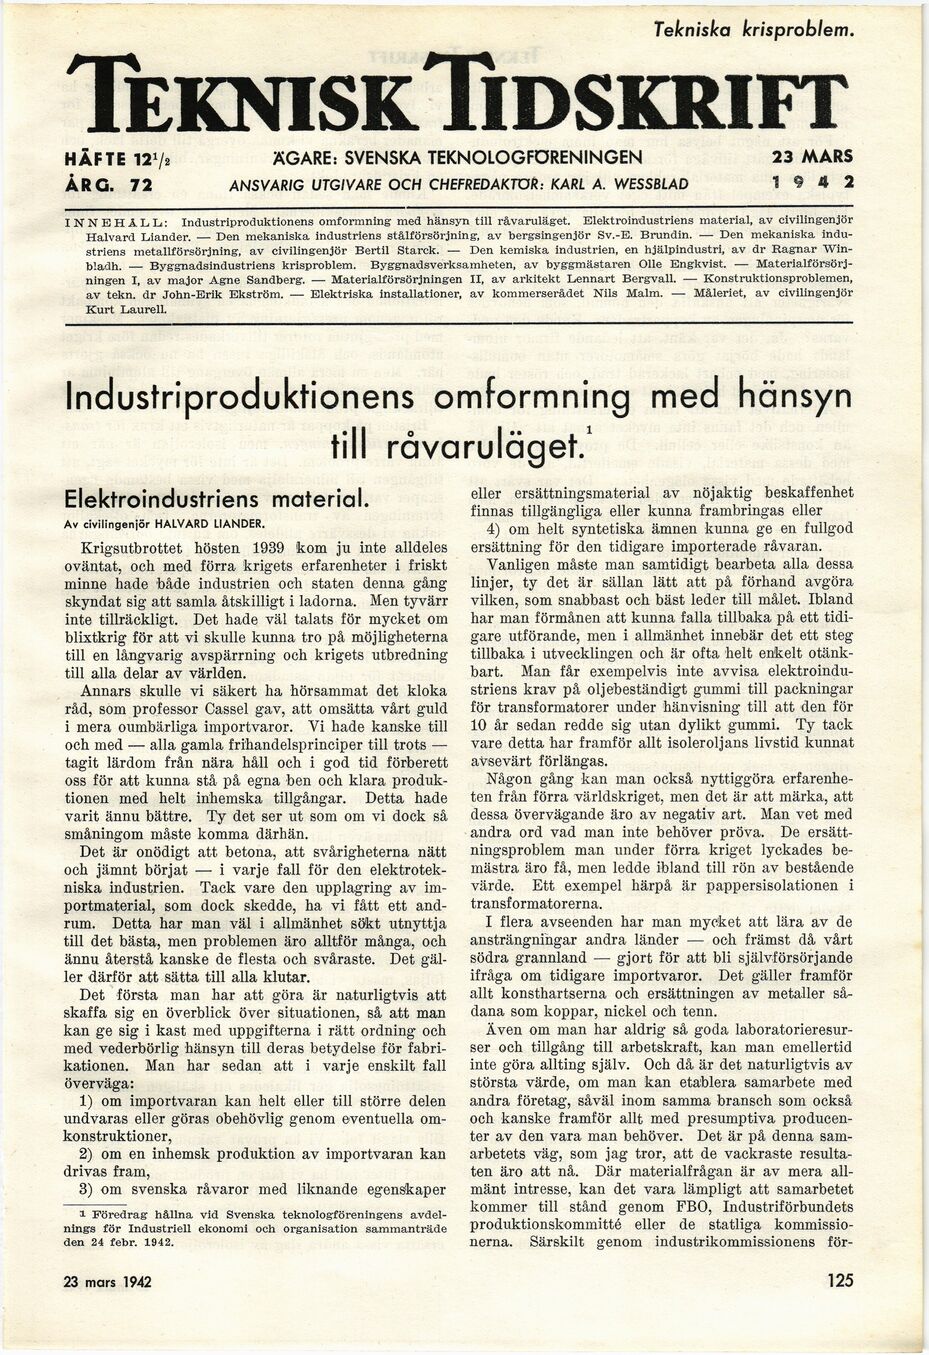 Tekniska krisproblem.
TEKNISK TIDSKRIFT
HÄFTE 12¹/₂ ÄGARE: SVENSKA TEKNOLOGFÖRENINGEN 23 MARS
ÅRG. 72 ANSVARIG UTGIVARE OCH CHEFREDAKTÖR: KARL A. WESSBLAD 1942
INNEHÅLL: Industriproduktionens omformning med hänsyn till råvaruläget. Elektroindustriens material, av civilingenjör
Halvard Liander. — Den mekaniska industriens stålförsörjning, av bergsingenjör Sv.-E. Brundin. — Den mekaniska indu-
striens metallförsörjning, av civilingenjör Bertil Starck. — Den kemiska industrien, en hjälpindustri, av dr Ragnar Win-
bladh. — Byggnadsindustriens krisproblem. Byggnadsverksamheten, av byggmästaren Olle Engkvist. — Materialförsörj-
ningen I, av major Agne Sandberg. — Materialförsörjningen II, av arkitekt Lennart Bergvall. — Konstruktionsproblemen,
av tekn. dr John-Erik Ekström. — Elektriska installationer, av kommerserådet Nils Malm. — Måleriet, av civilingenjör
Kurt Laurell.
Industriproduktionens omformning med hänsyn
till råvaruläget.¹
Elektroindustriens material.
Av civilingenjör HALVARD LIANDER.
Krigsutbrottet hösten 1939 kom ju inte alldeles
oväntat, och med förra krigets erfarenheter i friskt
minne hade både industrien och staten denna gång
skyndat sig att samla åtskilligt i ladorna. Men tyvärr
inte tillräckligt. Det hade väl talats för mycket om
blixtkrig för att vi skulle kunna tro på möjligheterna
till en långvarig avspärrning och krigets utbredning
till alla delar av världen.
Annars skulle vi säkert ha hörsammat det kloka
råd, som professor Cassel gav, att omsätta vårt guld
i mera oumbärliga importvaror. Vi hade kanske till
och med — alla gamla frihandelsprinciper till trots —
tagit lärdom från nära håll och i god tid förberett
oss för att kunna stå på egna ben och klara produk-
tionen med helt inhemska tillgångar. Detta hade
varit ännu bättre. Ty det ser ut som om vi dock så
småningom måste komma därhän.
Det är onödigt att betona, att svårigheterna nätt
och jämnt börjat — i varje fall för den elektrotek-
niska industrien. Tack vare den upplagring av im-
portmaterial, som dock skedde, ha vi fått ett and-
rum. Detta har man väl i allmänhet sökt utnyttja
till det bästa, men problemen äro alltför många, och
ännu återstå kanske de flesta och svåraste. Det gäl-
ler därför att sätta till alla klutar.
Det första man har att göra är naturligtvis att
skaffa sig en överblick över situationen, så att man
kan ge sig i kast med uppgifterna i rätt ordning och
med vederbörlig hänsyn till deras betydelse för fabri-
kationen. Man har sedan att i varje enskilt fall
överväga:
1) om importvaran kan helt eller till större delen
undvaras eller göras obehövlig genom eventuella om-
konstruktioner,
2) om en inhemsk produktion av importvaran kan
drivas fram,
3) om svenska råvaror med liknande egenskaper
¹ Föredrag hållna vid Svenska teknologföreningens avdel-
nings för Industriell ekonomi och organisation sammanträde
den 24 febr. 1942.
eller ersättningsmaterial av nöjaktig beskaffenhet
finnas tillgängliga eller kunna frambringas eller
4) om helt syntetiska ämnen kunna ge en fullgod
ersättning för den tidigare importerade råvaran.
Vanligen måste man samtidigt bearbeta alla dessa
linjer, ty det är sällan lätt att på förhand avgöra
vilken, som snabbast och bäst leder till målet. Ibland
har man förmånen att kunna falla tillbaka på ett tidi-
gare utförande, men i allmänhet innebär det ett steg
tillbaka i utvecklingen och är ofta helt enkelt otänk-
bart. Man får exempelvis inte avvisa elektroindu-
striens krav på oljebeständigt gummi till packningar
för transformatorer under hänvisning till att den för
10 år sedan redde sig utan dylikt gummi. Ty tack
vare detta har framför allt isoleroljans livstid kunnat
avsevärt förlängas.
Någon gång kan man också nyttiggöra erfarenhe-
ten från förra världskriget, men det är att märka, att
dessa övervägande äro av negativ art. Man vet med
andra ord vad man inte behöver pröva. De ersätt-
ningsproblem man under förra kriget lyckades be-
mästra äro få, men ledde ibland till rön av bestående
värde. Ett exempel härpå är pappersisolationen i
transformatorerna.
I flera avseenden har man mycket att lära av de
ansträngningar andra länder — och främst då vårt
södra grannland — gjort för att bli självförsörjande
ifråga om tidigare importvaror. Det gäller framför
allt konsthartserna och ersättningen av metaller så-
dana som koppar, nickel och tenn.
Även om man har aldrig så goda laboratorieresur-
ser och tillgång till arbetskraft, kan man emellertid
inte göra allting själv. Och då är det naturligtvis av
största värde, om man kan etablera samarbete med
andra företag, såväl inom samma bransch som också
och kanske framför allt med presumptiva producen-
ter av den vara man behöver. Det är på denna sam-
arbetets väg, som jag tror, att de vackraste resulta-
ten äro att nå. Där materialfrågan är av mera all-
mänt intresse, kan det vara lämpligt att samarbetet
kommer till stånd genom FBO, Industriförbundets
produktionskommitté eller de statliga kommissio-
nerna. Särskilt genom industrikommissionens för-
23 mars 1942
125